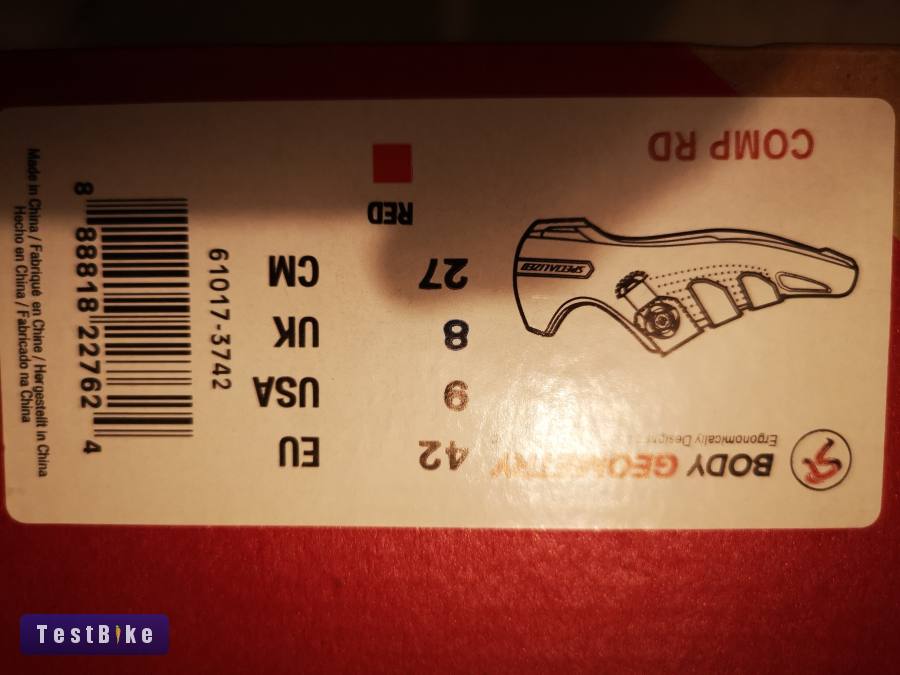 BODY GEOMETRY
Ergonomically
42 EU
9 USA
8 UK
27 CM
SPECIALIZED
RED
COMP RD
61017-3742
8 88818 22762 4
Made in China / Fabriqué en Chine / Hergestellt in China
Hecho en China / Fabricado na China
TestBike